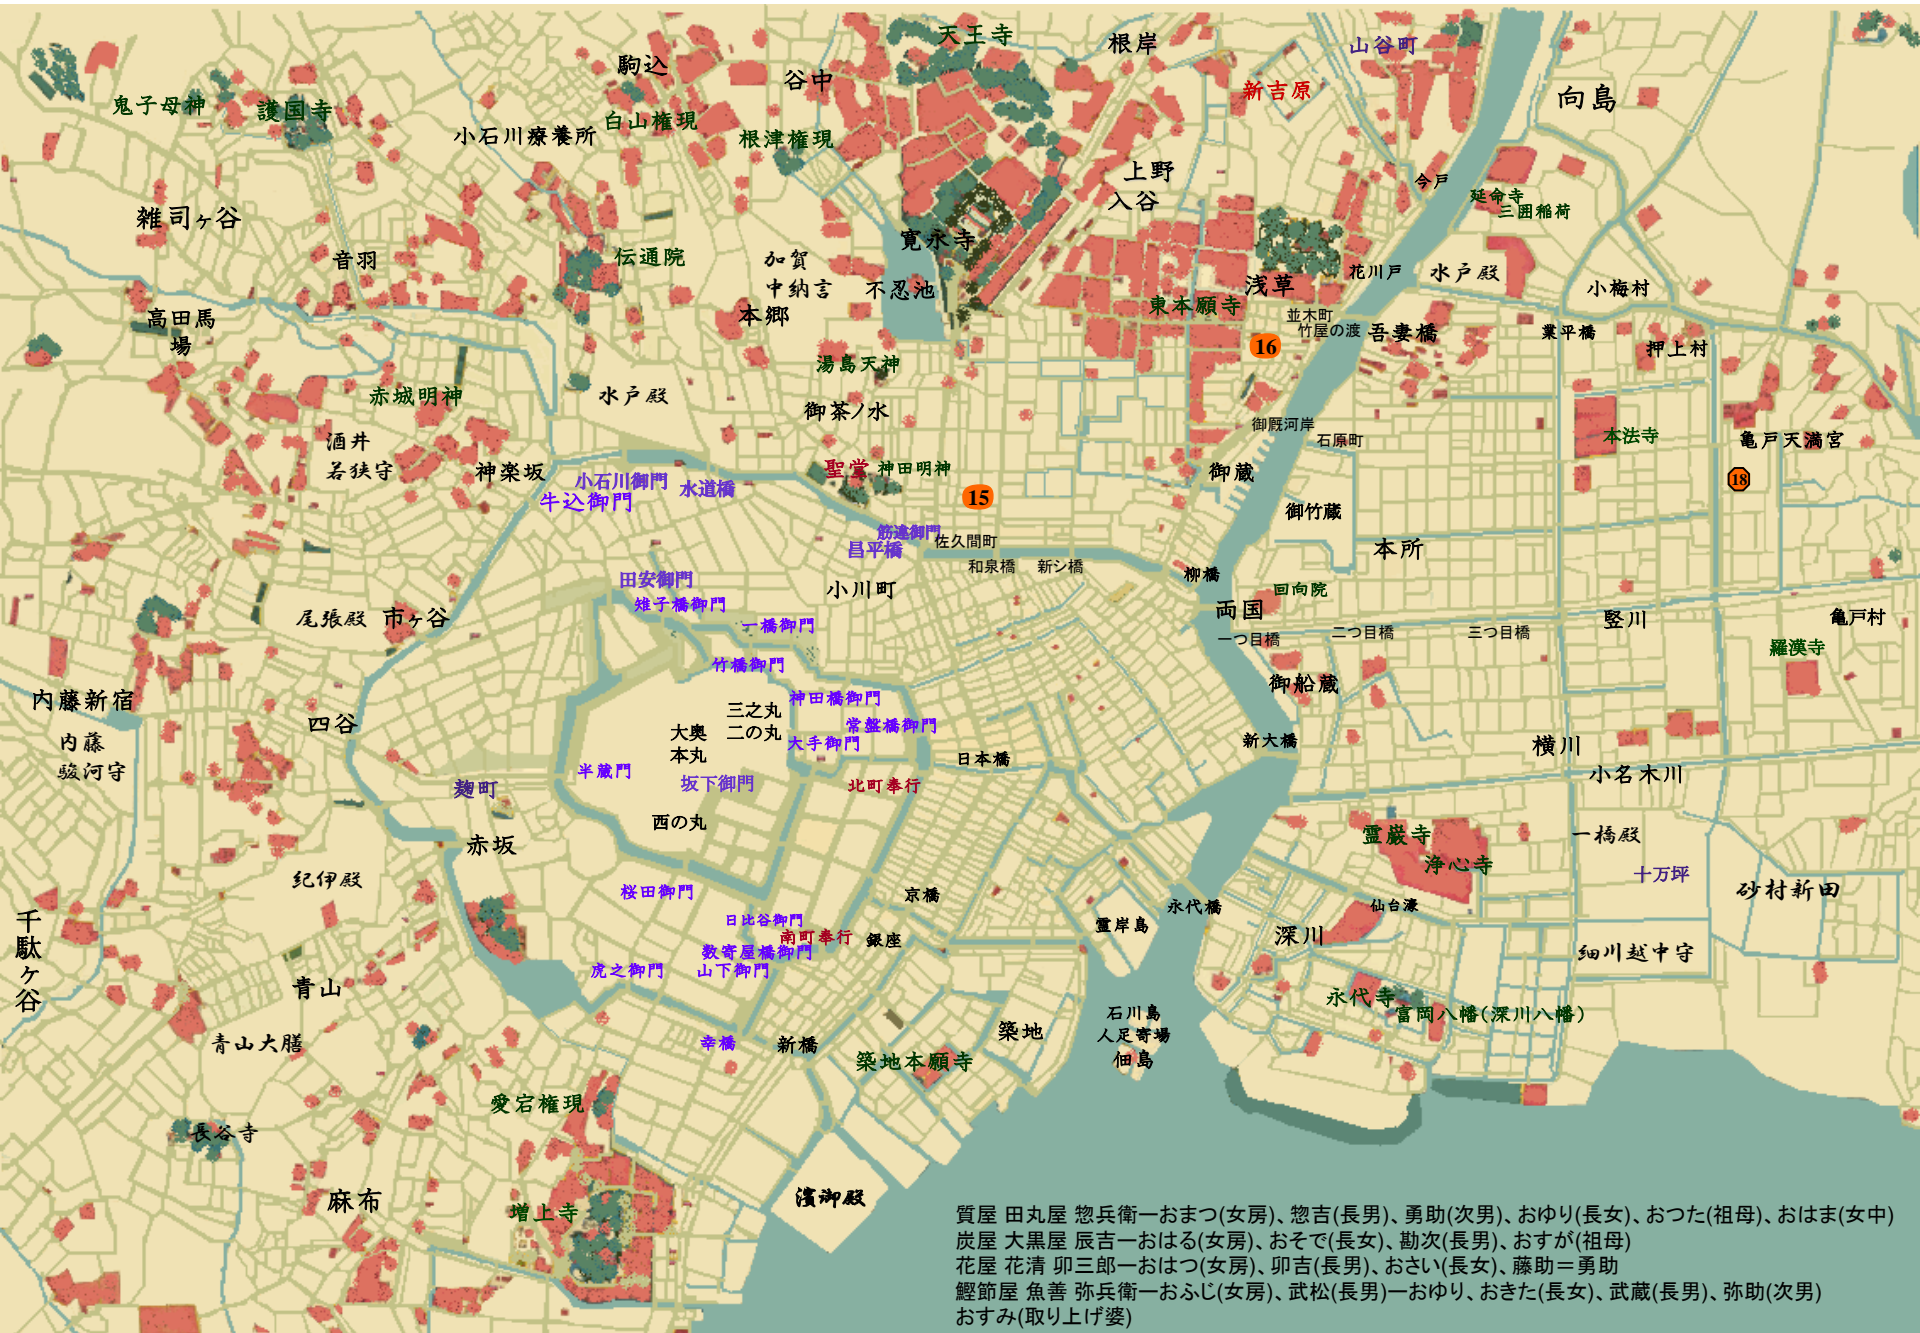 天王寺
根岸
山谷町
駒込
谷中
新吉原
向島
鬼子母神
護国寺
小石川療養所
白山権現
根津権現
上野
入谷
今戸
延命寺
三囲稲荷
雑司ヶ谷
音羽
伝通院
加賀
中納言
寛永寺
不忍池
本郷
浅草
花川戸
水戸殿
小梅村
東本願寺
並木町
竹屋の渡
吾妻橋
業平橋
押上村
高田馬
場
16
湯島天神
赤城明神
水戸殿
御茶ノ水
御厩河岸
石原町
本法寺
亀戸天満宮
酒井
若狭守
神楽坂
小石川御門
水道橋
牛込御門
聖堂
神田明神
15
御蔵
18
御竹蔵
筋違御門
昌平橋
佐久間町
和泉橋
新シ橋
本所
柳橋
田安御門
雉子橋御門
小川町
回向院
両国
尾張殿
市ヶ谷
一橋御門
一つ目橋
二つ目橋
三つ目橋
竪川
亀戸村
羅漢寺
竹橋御門
御船蔵
内藤新宿
神田橋御門
三之丸
二の丸
四谷
大奥
本丸
常盤橋御門
大手御門
日本橋
新大橋
横川
内藤
駿河守
半蔵門
坂下御門
北町奉行
小名木川
麹町
西の丸
赤坂
霊巌寺
浄心寺
一橋殿
十万坪
砂村新田
紀伊殿
桜田御門
京橋
永代橋
仙台濠
千駄ヶ谷
日比谷御門
南町奉行
銀座
霊岸島
深川
細川越中守
数寄屋橋御門
虎之御門
山下御門
青山
永代寺
富岡八幡(深川八幡)
石川島
人足寄場
佃島
青山大膳
幸橋
新橋
築地
築地本願寺
愛宕権現
長谷寺
麻布
増上寺
濱御殿
質屋 田丸屋 惣兵衛ーおまつ(女房)、惣吉(長男)、勇助(次男)、おゆり(長女)、おつた(祖母)、おはま(女中)
炭屋 大黒屋 辰吉ーおはる(女房)、おそで(長女)、勘次(長男)、おすが(祖母)
花屋 花清 卯三郎ーおはつ(女房)、卯吉(長男)、おさい(長女)、藤助＝勇助
鰹節屋 魚善 弥兵衛ーおふじ(女房)、武松(長男)ーおゆり、おきた(長女)、武蔵(長男)、弥助(次男)
おすみ(取り上げ婆)